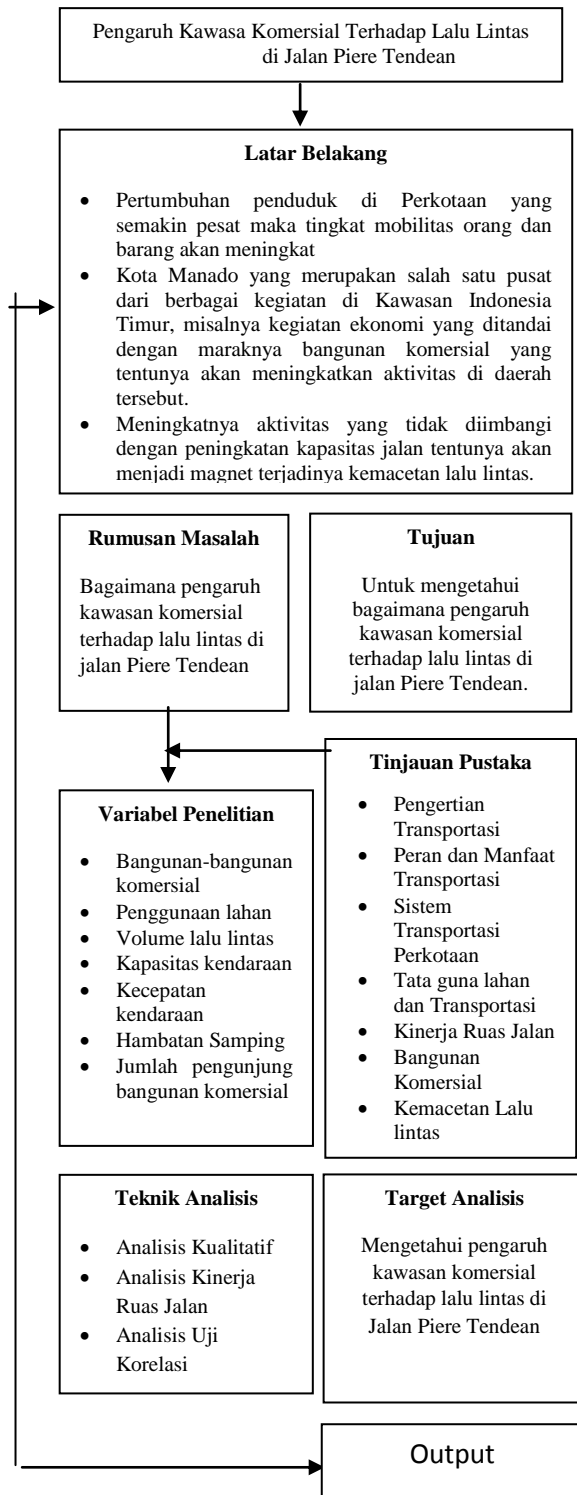 Pengaruh Kawasa Komersial Terhadap Lalu Lintas
di Jalan Piere Tendean
Latar Belakang
• Pertumbuhan penduduk di Perkotaan yang
semakin pesat maka tingkat mobilitas orang dan
barang akan meningkat
• Kota Manado yang merupakan salah satu pusat
dari berbagai kegiatan di Kawasan Indonesia
Timur, misalnya kegiatan ekonomi yang ditandai
dengan maraknya bangunan komersial yang
tentunya akan meningkatkan aktivitas di daerah
tersebut.
• Meningkatnya aktivitas yang tidak diimbangi
dengan peningkatan kapasitas jalan tentunya akan
menjadi magnet terjadinya kemacetan lalu lintas.
Rumusan Masalah
Bagaimana pengaruh
kawasan komersial
terhadap lalu lintas di
jalan Piere Tendean
Tujuan
Untuk mengetahui
bagaimana pengaruh
kawasan komersial
terhadap lalu lintas di
jalan Piere Tendean.
Variabel Penelitian
• Bangunan-bangunan
komersial
• Penggunaan lahan
• Volume lalu lintas
• Kapasitas kendaraan
• Kecepatan
kendaraan
• Hambatan Samping
• Jumlah pengunjung
bangunan komersial
Tinjauan Pustaka
• Pengertian
Transportasi
• Peran dan Manfaat
Transportasi
• Sistem
Transportasi
Perkotaan
• Tata guna lahan
dan Transportasi
• Kinerja Ruas Jalan
• Bangunan
Komersial
• Kemacetan Lalu
lintas
Teknik Analisis
• Analisis Kualitatif
• Analisis Kinerja
Ruas Jalan
• Analisis Uji
Korelasi
Target Analisis
Mengetahui pengaruh
kawasan komersial
terhadap lalu lintas di
Jalan Piere Tendean
Output